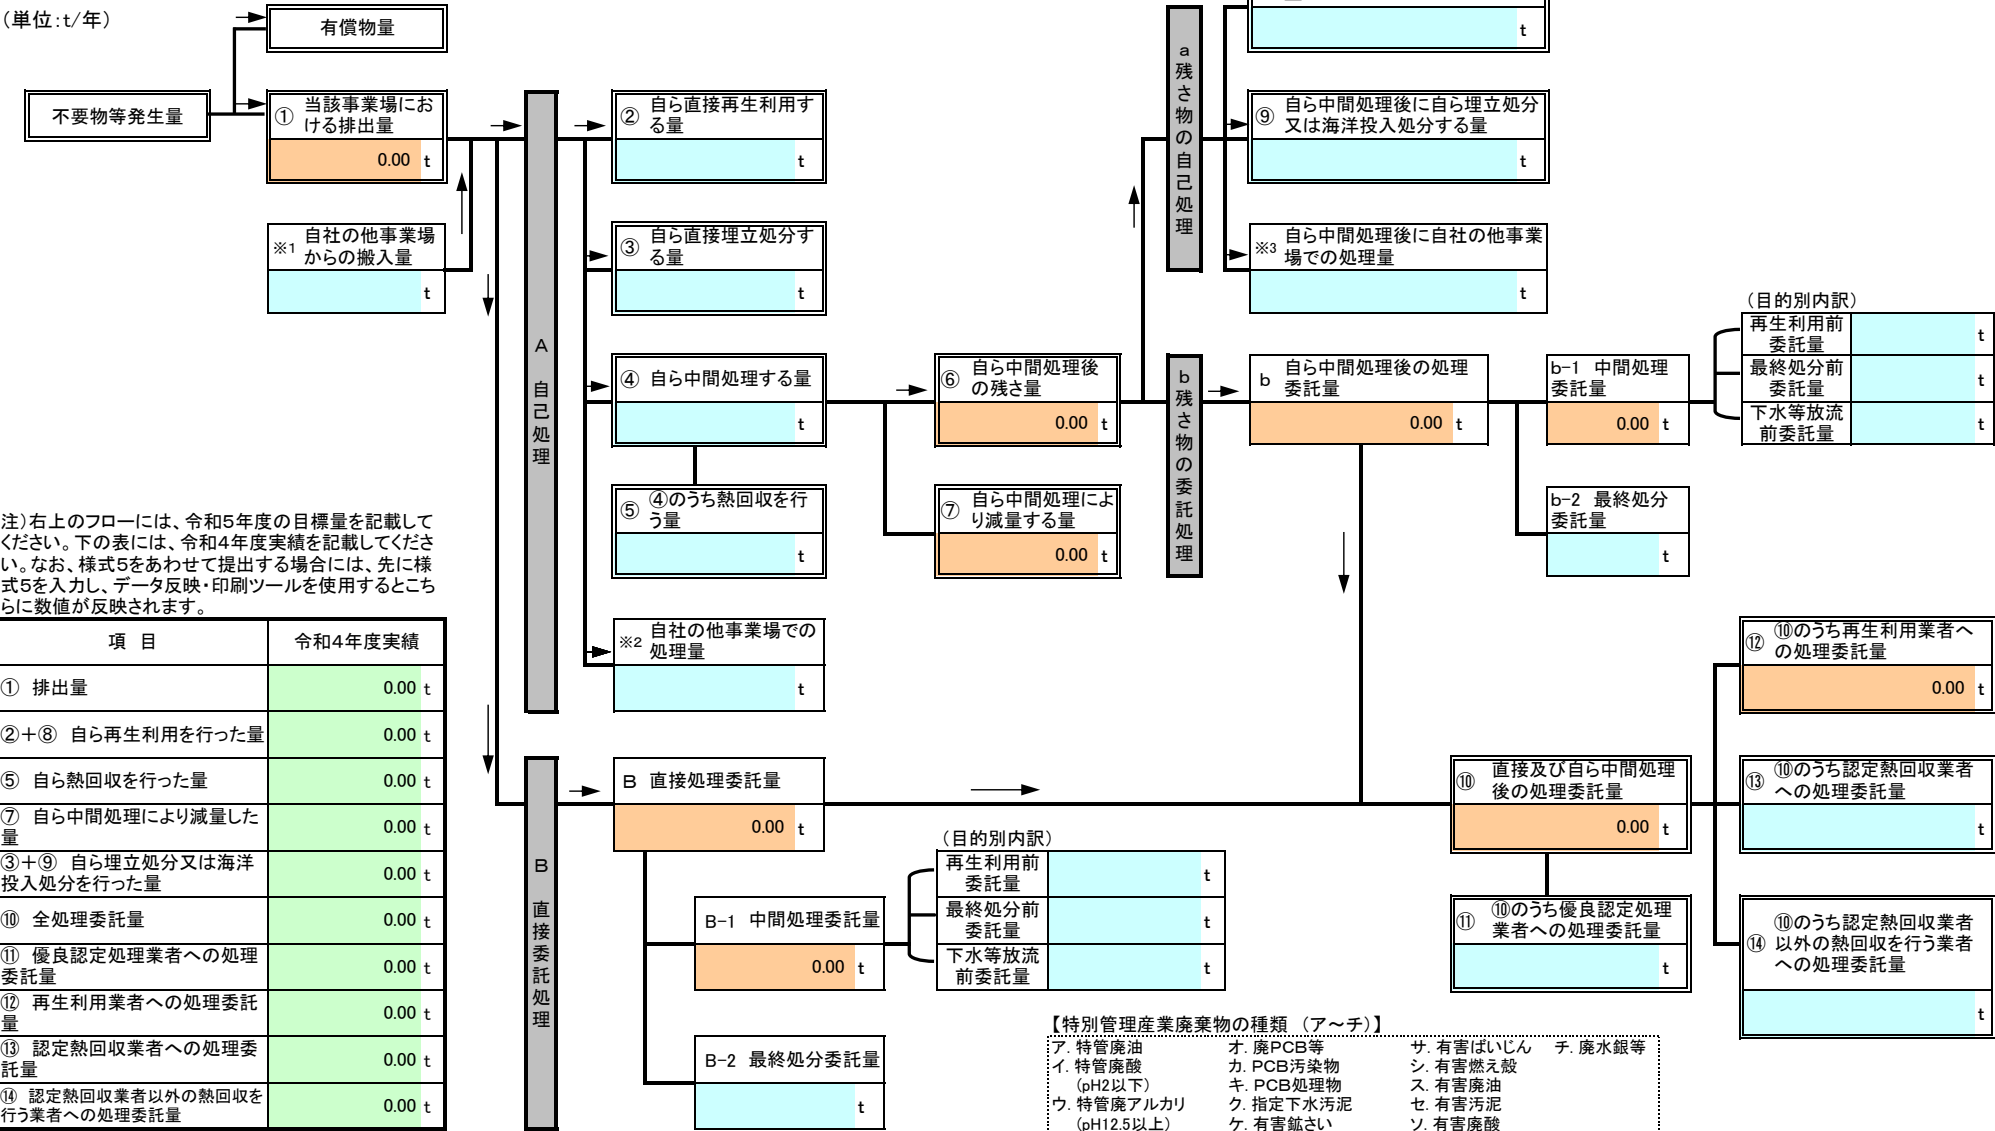 （単位：t/年）
有償物量
不要物等発生量
① 当該事業場にお
ける排出量
0.00 t
※1 自社の他事業場
からの搬入量
t
A 自己処理
② 自ら直接再生利用す
る量
t
③ 自ら直接埋立処分す
る量
t
④ 自ら中間処理する量
t
⑤ ④のうち熱回収を行
う量
t
※2 自社の他事業場での
処理量
t
⑥ 自ら中間処理後
の残さ量
0.00 t
⑦ 自ら中間処理によ
り減量する量
0.00 t
a 残さ物の自己処理
t
⑨ 自ら中間処理後に自ら埋立処分
又は海洋投入処分する量
t
※3 自ら中間処理後に自社の他事業
場での処理量
t
b 残さ物の委託処理
b 自ら中間処理後の処理
委託量
0.00 t
b-1 中間処理
委託量
0.00 t
（目的別内訳）
再生利用前
委託量
t
最終処分前
委託量
t
下水等放流
前委託量
t
b-2 最終処分
委託量
t
注）右上のフローには、令和５年度の目標量を記載して
ください。下の表には、令和４年度実績を記載してくださ
い。なお、様式５をあわせて提出する場合には、先に様
式５を入力し、データ反映・印刷ツールを使用するとこち
らに数値が反映されます。
項 目 令和４年度実績
① 排出量 0.00 t
②＋⑧ 自ら再生利用を行った量 0.00 t
⑤ 自ら熱回収を行った量 0.00 t
⑦ 自ら中間処理により減量した
量 0.00 t
③＋⑨ 自ら埋立処分又は海洋
投入処分を行った量 0.00 t
⑩ 全処理委託量 0.00 t
⑪ 優良認定処理業者への処理
委託量 0.00 t
⑫ 再生利用業者への処理委託
量 0.00 t
⑬ 認定熱回収業者への処理委
託量 0.00 t
⑭ 認定熱回収業者以外の熱回収を
行う業者への処理委託量 0.00 t
B 直接委託処理
B 直接処理委託量
0.00 t
B-1 中間処理委託量
0.00 t
（目的別内訳）
再生利用前
委託量
t
最終処分前
委託量
t
下水等放流
前委託量
t
B-2 最終処分委託量
t
⑩ 直接及び自ら中間処理
後の処理委託量
0.00 t
⑪ ⑩のうち優良認定処理
業者への処理委託量
t
⑫ ⑩のうち再生利用業者へ
の処理委託量
0.00 t
⑬ ⑩のうち認定熱回収業者
への処理委託量
t
⑭ ⑩のうち認定熱回収業者
以外の熱回収を行う業者
への処理委託量
t
【特別管理産業廃棄物の種類 （ア～チ）】
ア. 特管廃油 オ. 廃PCB等 サ. 有害ばいじん チ. 廃水銀等
イ. 特管廃酸 カ. PCB汚染物 シ. 有害燃え殻
（pH2以下） キ. PCB処理物 ス. 有害廃油
ウ. 特管廃アルカリ ク. 指定下水汚泥 セ. 有害汚泥
（pH12.5以上） ケ. 有害鉱さい ソ. 有害廃酸